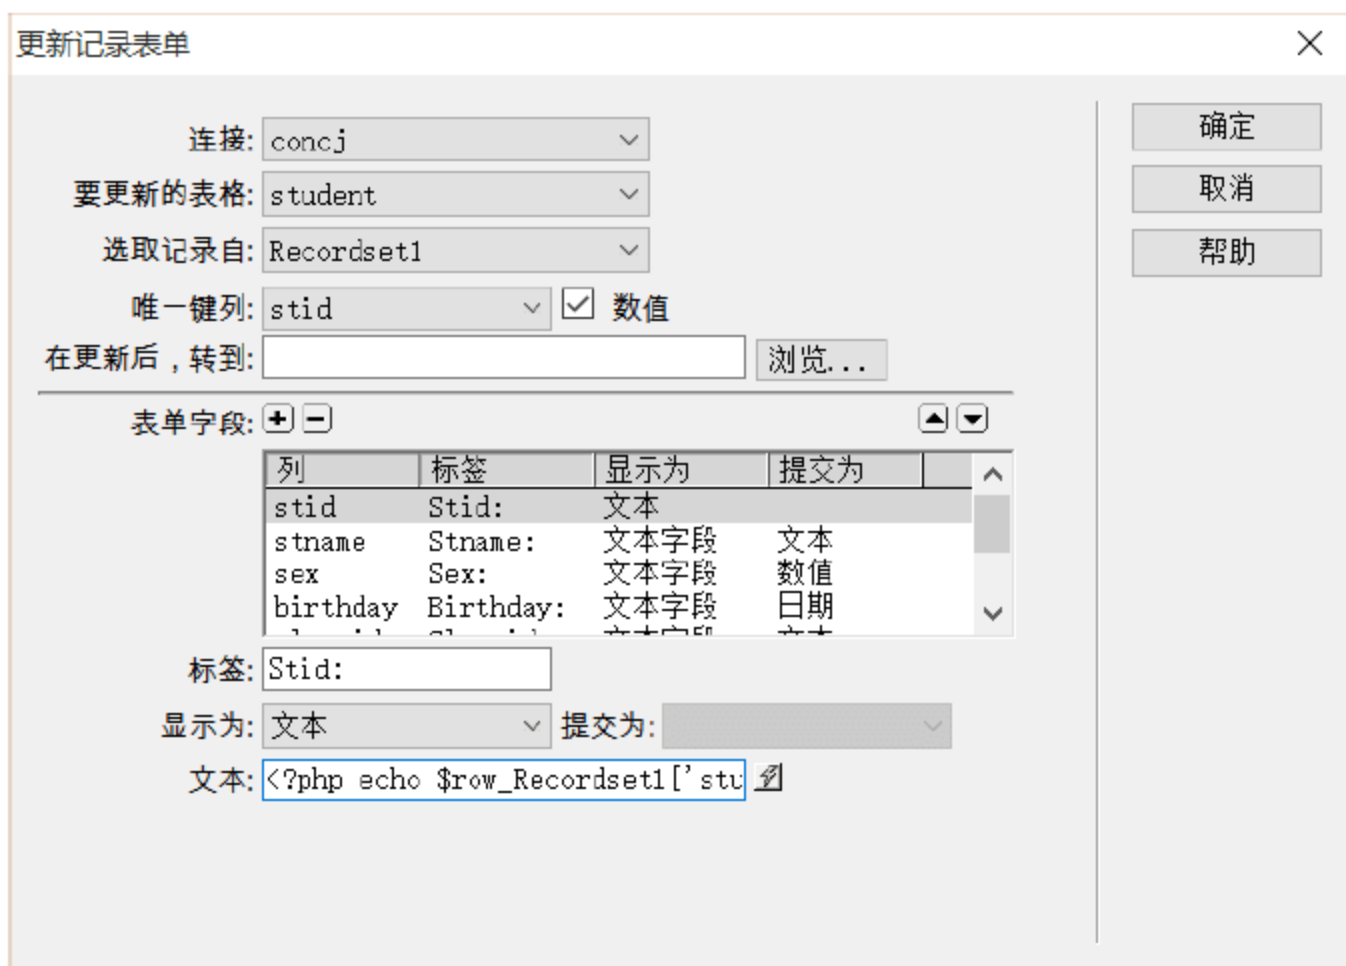 更新记录表单
确定
取消
帮助
连接: concj
要更新的表格: student
选取记录自: Recordset1
唯一键列: stid 数值
在更新后，转到: 浏览...
表单字段:
列 标签 显示为 提交为
stid Stid: 文本
stname Stname: 文本字段 文本
sex Sex: 文本字段 数值
birthday Birthday: 文本字段 日期
标签: Stid:
显示为: 文本 提交为:
文本: <?php echo $row_Recordset1['stu